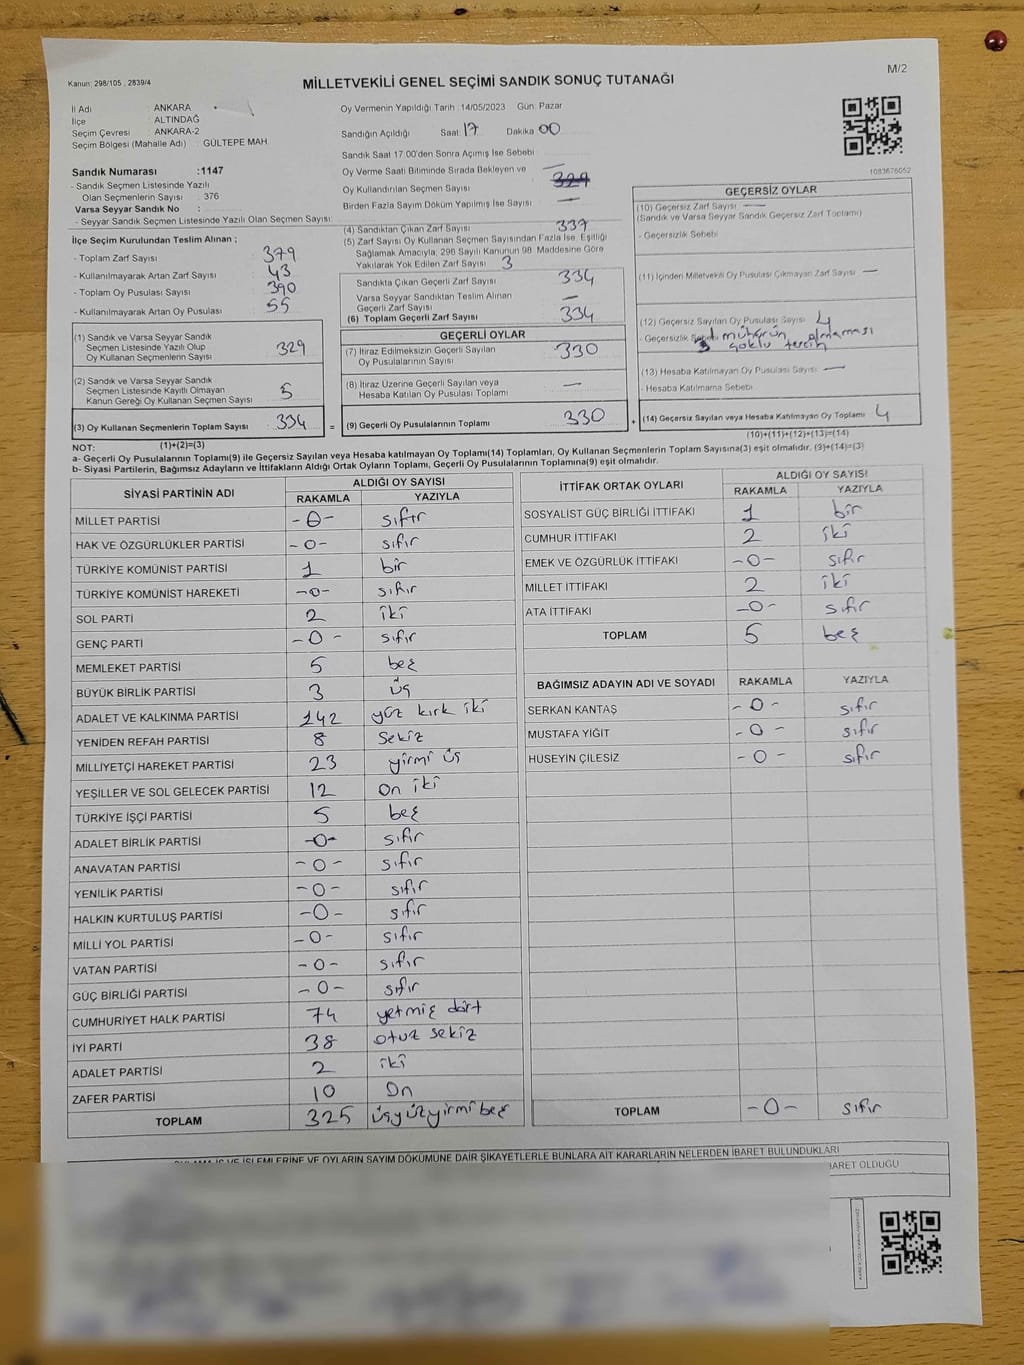 Kanun: 298/105, 2839/4
MİLLETVEKİLİ GENEL SEÇİMİ SANDIK SONUÇ TUTANAĞI
M/2
İl Adı : ANKARA
İlçe : ALTINDAĞ
Seçim Çevresi : ANKARA-2
Seçim Bölgesi (Mahalle Adı) : GÜLTEPE MAH.
Oy Vermenin Yapıldığı Tarih :14/05/2023 Gün: Pazar
Sandığın Açıldığı Saat: 17 Dakika 00
Sandık Saat 17:00'den Sonra Açımış İse Sebebi :
Oy Verme Saati Bitiminde Sırada Bekleyen ve —
Oy Kullandırılan Seçmen Sayısı 329
Birden Fazla Sayım Döküm Yapılmış İse Sayısı —
1083676052
Sandık Numarası :1147
- Sandık Seçmen Listesinde Yazılı
Olan Seçmenlerin Sayısı : 376
Varsa Seyyar Sandık No :
- Seyyar Sandık Seçmen Listesinde Yazılı Olan Seçmen Sayısı:
İlçe Seçim Kurulundan Teslim Alınan ;
- Toplam Zarf Sayısı : 379
- Kullanılmayarak Artan Zarf Sayısı : 43
- Toplam Oy Pusulası Sayısı : 390
- Kullanılmayarak Artan Oy Pusulası : 55
(1) Sandık ve Varsa Seyyar Sandık
Seçmen Listesinde Yazılı Olup
Oy Kullanan Seçmenlerin Sayısı : 329
(2) Sandık ve Varsa Seyyar Sandık
Seçmen Listesinde Kayıtlı Olmayan
Kanun Gereği Oy Kullanan Seçmen Sayısı : 5
(3) Oy Kullanan Seçmenlerin Toplam Sayısı : 334 =
(1)+(2)=(3)
(4) Sandıktan Çıkan Zarf Sayısı 337
(5) Zarf Sayısı Oy Kullanan Seçmen Sayısından Fazla İse, Eşitliği
Sağlamak Amacıyla, 298 Sayılı Kanunun 98. Maddesine Göre
Yakılarak Yok Edilen Zarf Sayısı 3
Sandıkta Çıkan Geçerli Zarf Sayısı 334
Varsa Seyyar Sandıktan Teslim Alınan
Geçerli Zarf Sayısı —
(6) Toplam Geçerli Zarf Sayısı 334
GEÇERLİ OYLAR
(7) İtiraz Edilmeksizin Geçerli Sayılan
Oy Pusulalarının Sayısı 330
(8) İtiraz Üzerine Geçerli Sayılan veya
Hesaba Katılan Oy Pusulası Toplamı —
(9) Geçerli Oy Pusulalarının Toplamı 330 +
GEÇERSİZ OYLAR
(10) Geçersiz Zarf Sayısı —
(Sandık ve Varsa Seyyar Sandık Geçersiz Zarf Toplamı)
- Geçersizlik Sebebi
(11) İçinden Milletvekili Oy Pusulası Çıkmayan Zarf Sayısı —
(12) Geçersiz Sayılan Oy Pusulası Sayısı 4
- Geçersizlik Sebebi 1 mühürün olmaması
3 çoklu tercih
(13) Hesaba Katılmayan Oy Pusulası Sayısı —
- Hesaba Katılmama Sebebi
(14) Geçersiz Sayılan veya Hesaba Katılmayan Oy Toplamı 4
(10)+(11)+(12)+(13)=(14)
NOT:
a- Geçerli Oy Pusulalarının Toplamı(9) ile Geçersiz Sayılan veya Hesaba katılmayan Oy Toplamı(14) Toplamları, Oy Kullanan Seçmenlerin Toplam Sayısına(3) eşit olmalıdır. (9)+(14)=(3)
b- Siyasi Partilerin, Bağımsız Adayların ve İttifakların Aldığı Ortak Oyların Toplamı, Geçerli Oy Pusulalarının Toplamına(9) eşit olmalıdır.
SİYASİ PARTİNİN ADI ALDIĞI OY SAYISI
RAKAMLA YAZIYLA
MİLLET PARTİSİ -0- sıfır
HAK VE ÖZGÜRLÜKLER PARTİSİ -0- sıfır
TÜRKİYE KOMÜNİST PARTİSİ 1 bir
TÜRKİYE KOMÜNİST HAREKETİ -0- sıfır
SOL PARTİ 2 iki
GENÇ PARTİ -0- sıfır
MEMLEKET PARTİSİ 5 beş
BÜYÜK BİRLİK PARTİSİ 3 üç
ADALET VE KALKINMA PARTİSİ 142 yüz kırk iki
YENİDEN REFAH PARTİSİ 8 sekiz
MİLLİYETÇİ HAREKET PARTİSİ 23 yirmi üç
YEŞİLLER VE SOL GELECEK PARTİSİ 12 on iki
TÜRKİYE İŞÇİ PARTİSİ 5 beş
ADALET BİRLİK PARTİSİ -0- sıfır
ANAVATAN PARTİSİ -0- sıfır
YENİLİK PARTİSİ -0- sıfır
HALKIN KURTULUŞ PARTİSİ -0- sıfır
MİLLİ YOL PARTİSİ -0- sıfır
VATAN PARTİSİ -0- sıfır
GÜÇ BİRLİĞİ PARTİSİ -0- sıfır
CUMHURİYET HALK PARTİSİ 74 yetmiş dört
İYİ PARTİ 38 otuz sekiz
ADALET PARTİSİ 2 iki
ZAFER PARTİSİ 10 On
TOPLAM 325 üçyüzyirmibeş
İTTİFAK ORTAK OYLARI ALDIĞI OY SAYISI
RAKAMLA YAZIYLA
SOSYALİST GÜÇ BİRLİĞİ İTTİFAKI 1 bir
CUMHUR İTTİFAKI 2 iki
EMEK VE ÖZGÜRLÜK İTTİFAKI -0- sıfır
MİLLET İTTİFAKI 2 iki
ATA İTTİFAKI -0- sıfır
TOPLAM 5 beş
BAĞIMSIZ ADAYIN ADI VE SOYADI RAKAMLA YAZIYLA
SERKAN KANTAŞ -0- sıfır
MUSTAFA YİĞİT -0- sıfır
HÜSEYİN ÇİLESİZ -0- sıfır
TOPLAM -0- sıfır
İŞ VE İŞLEMLERİNE VE OYLARIN SAYIM DÖKÜMÜNE DAİR ŞİKAYETLERLE BUNLARA AİT KARARLARIN NELERDEN İBARET BULUNDUKLARI
İBARET OLDUĞU